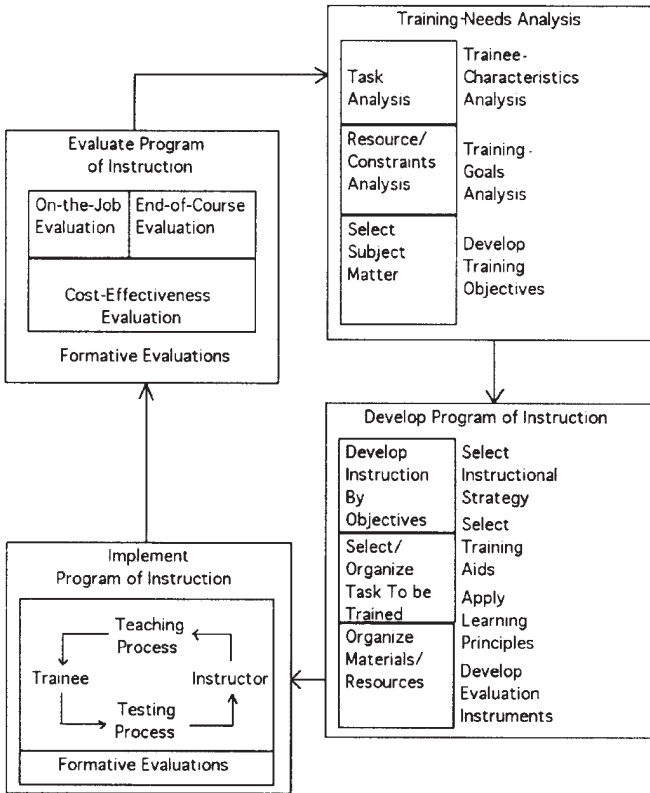 Training-Needs Analysis
Task
Analysis
Trainee-
Characteristics
Analysis
Resource/
Constraints
Analysis
Training-
Goals
Analysis
Select
Subject
Matter
Develop
Training
Objectives
Evaluate Program
of Instruction
On-the-Job
Evaluation
End-of-Course
Evaluation
Cost-Effectiveness
Evaluation
Formative Evaluations
Develop Program of Instruction
Develop
Instruction
By
Objectives
Select
Instructional
Strategy
Select/
Organize
Task To be
Trained
Select
Training
Aids
Organize
Materials/
Resources
Apply
Learning
Principles
Develop
Evaluation
Instruments
Implement
Program of Instruction
Teaching
Process
Trainee
Instructor
Testing
Process
Formative Evaluations